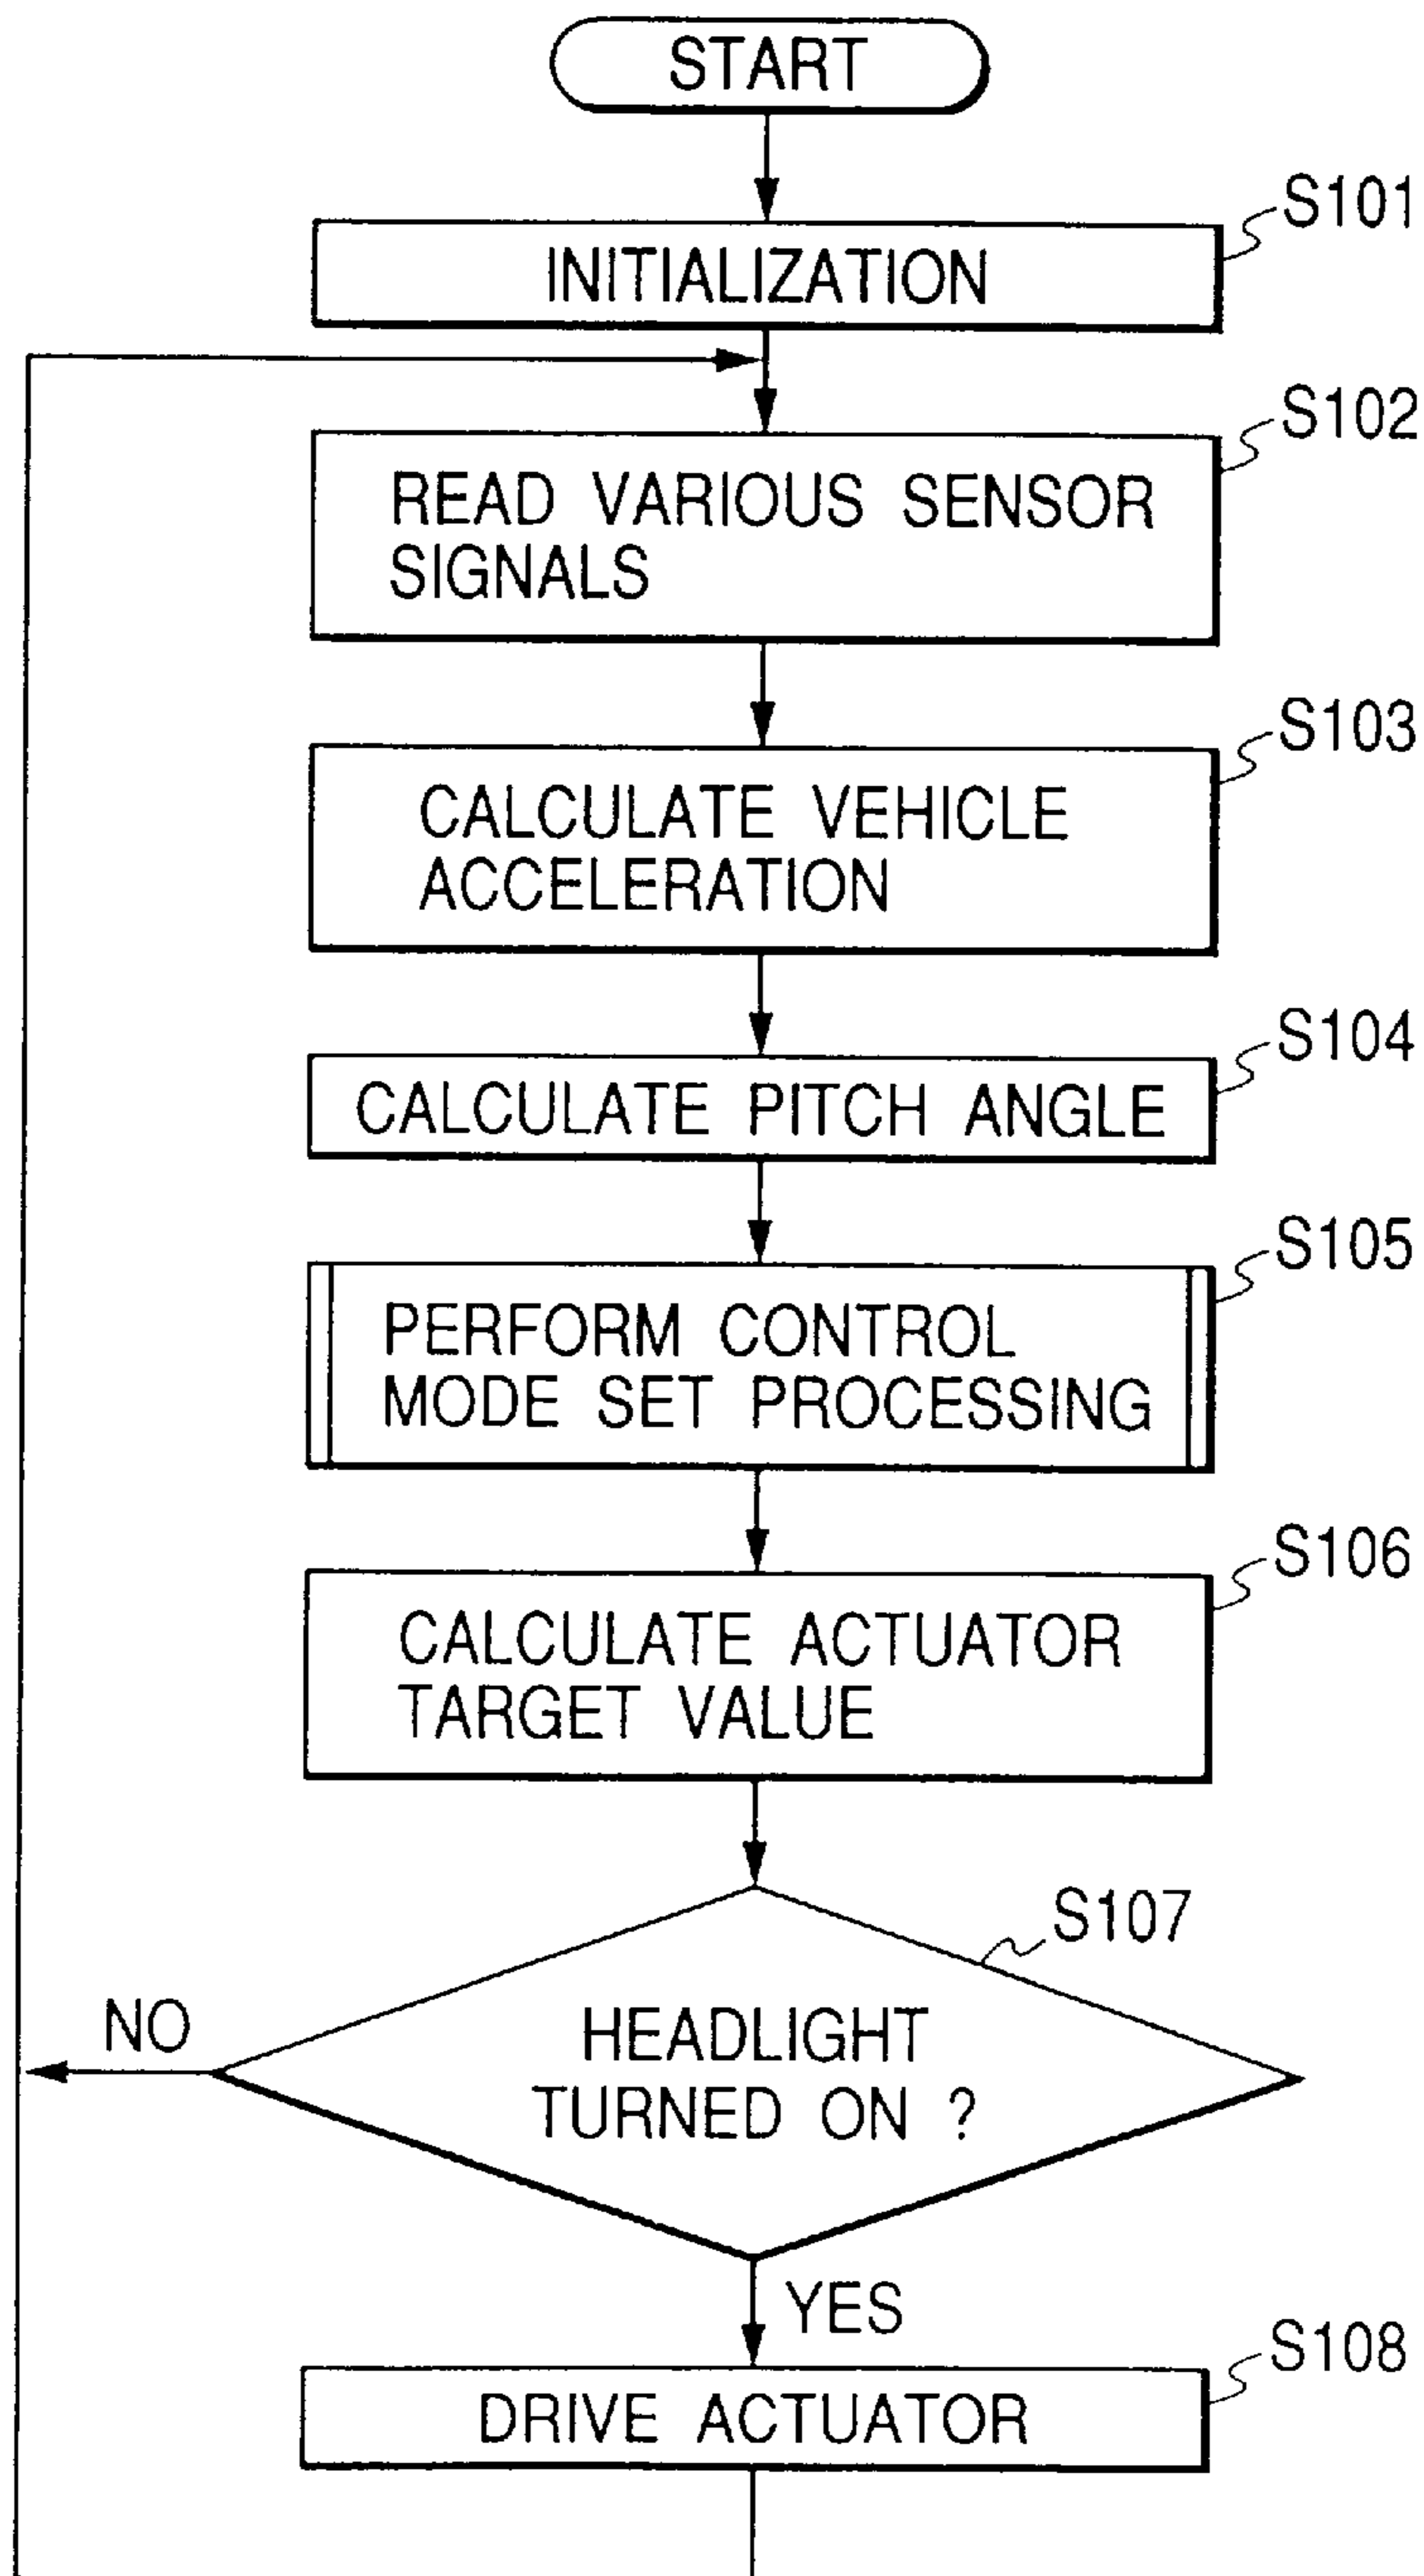 START
S101
INITIALIZATION
S102
READ VARIOUS SENSOR
SIGNALS
S103
CALCULATE VEHICLE
ACCELERATION
S104
CALCULATE PITCH ANGLE
S105
PERFORM CONTROL
MODE SET PROCESSING
S106
CALCULATE ACTUATOR
TARGET VALUE
S107
HEADLIGHT
TURNED ON ?
NO
YES
S108
DRIVE ACTUATOR